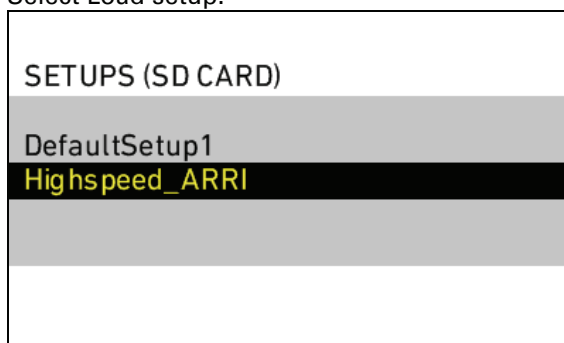 Select Load setup.
SETUPS (SD CARD)
DefaultSetup1
Highspeed_ARRI